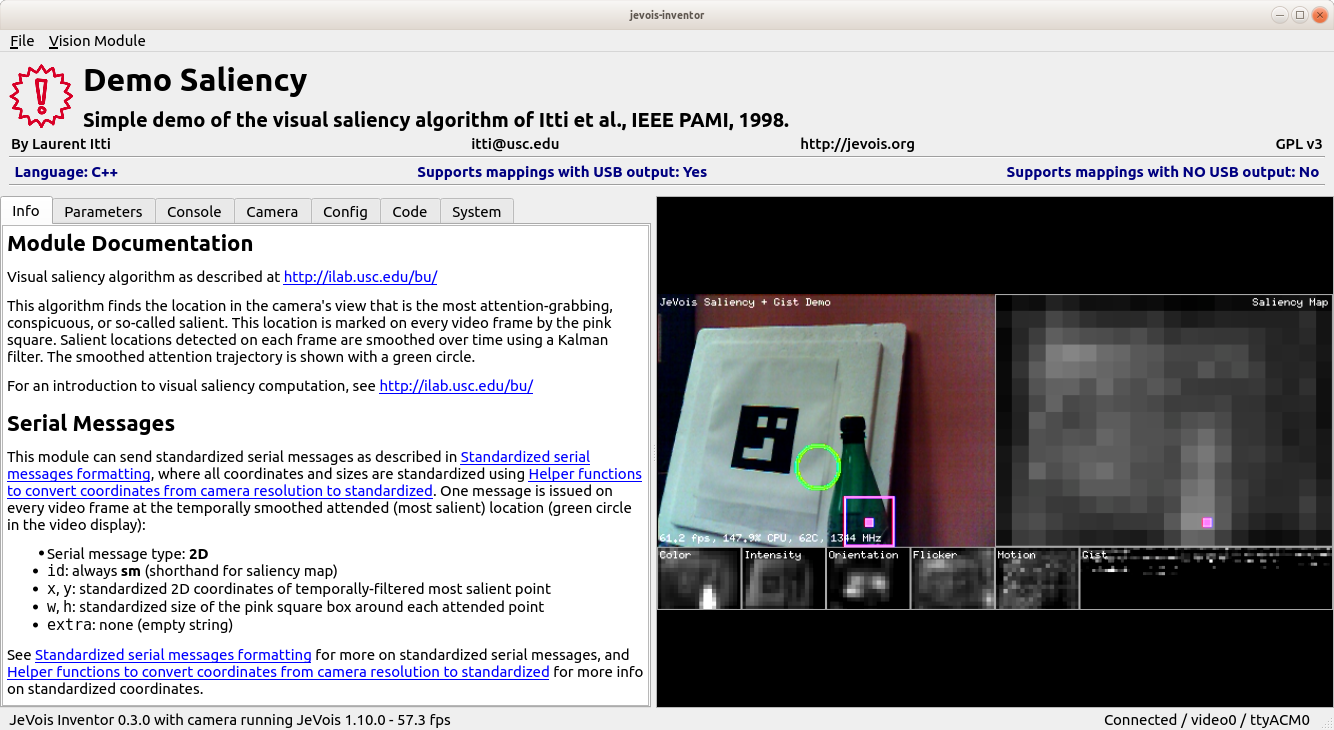 jevois-inventor
File Vision Module
Demo Saliency
Simple demo of the visual saliency algorithm of Itti et al., IEEE PAMI, 1998.
By Laurent Itti itti@usc.edu http://jevois.org GPL v3
Language: C++ Supports mappings with USB output: Yes Supports mappings with NO USB output: No
Info Parameters Console Camera Config Code System
Module Documentation
Visual saliency algorithm as described at http://ilab.usc.edu/bu/
This algorithm finds the location in the camera's view that is the most attention-grabbing,
conspicuous, or so-called salient. This location is marked on every video frame by the pink
square. Salient locations detected on each frame are smoothed over time using a Kalman
filter. The smoothed attention trajectory is shown with a green circle.
For an introduction to visual saliency computation, see http://ilab.usc.edu/bu/
Serial Messages
This module can send standardized serial messages as described in Standardized serial
messages formatting, where all coordinates and sizes are standardized using Helper functions
to convert coordinates from camera resolution to standardized. One message is issued on
every video frame at the temporally smoothed attended (most salient) location (green circle
in the video display):
• Serial message type: 2D
• id: always sm (shorthand for saliency map)
• x, y: standardized 2D coordinates of temporally-filtered most salient point
• w, h: standardized size of the pink square box around each attended point
• extra: none (empty string)
See Standardized serial messages formatting for more on standardized serial messages, and
Helper functions to convert coordinates from camera resolution to standardized for more info
on standardized coordinates.
JeVois Saliency + Gist Demo Saliency Map
61.2 fps, 147.9% CPU, 62C, 1344 MHz
Color Intensity Orientation Flicker Motion Gist
JeVois Inventor 0.3.0 with camera running JeVois 1.10.0 - 57.3 fps Connected / video0 / ttyACM0